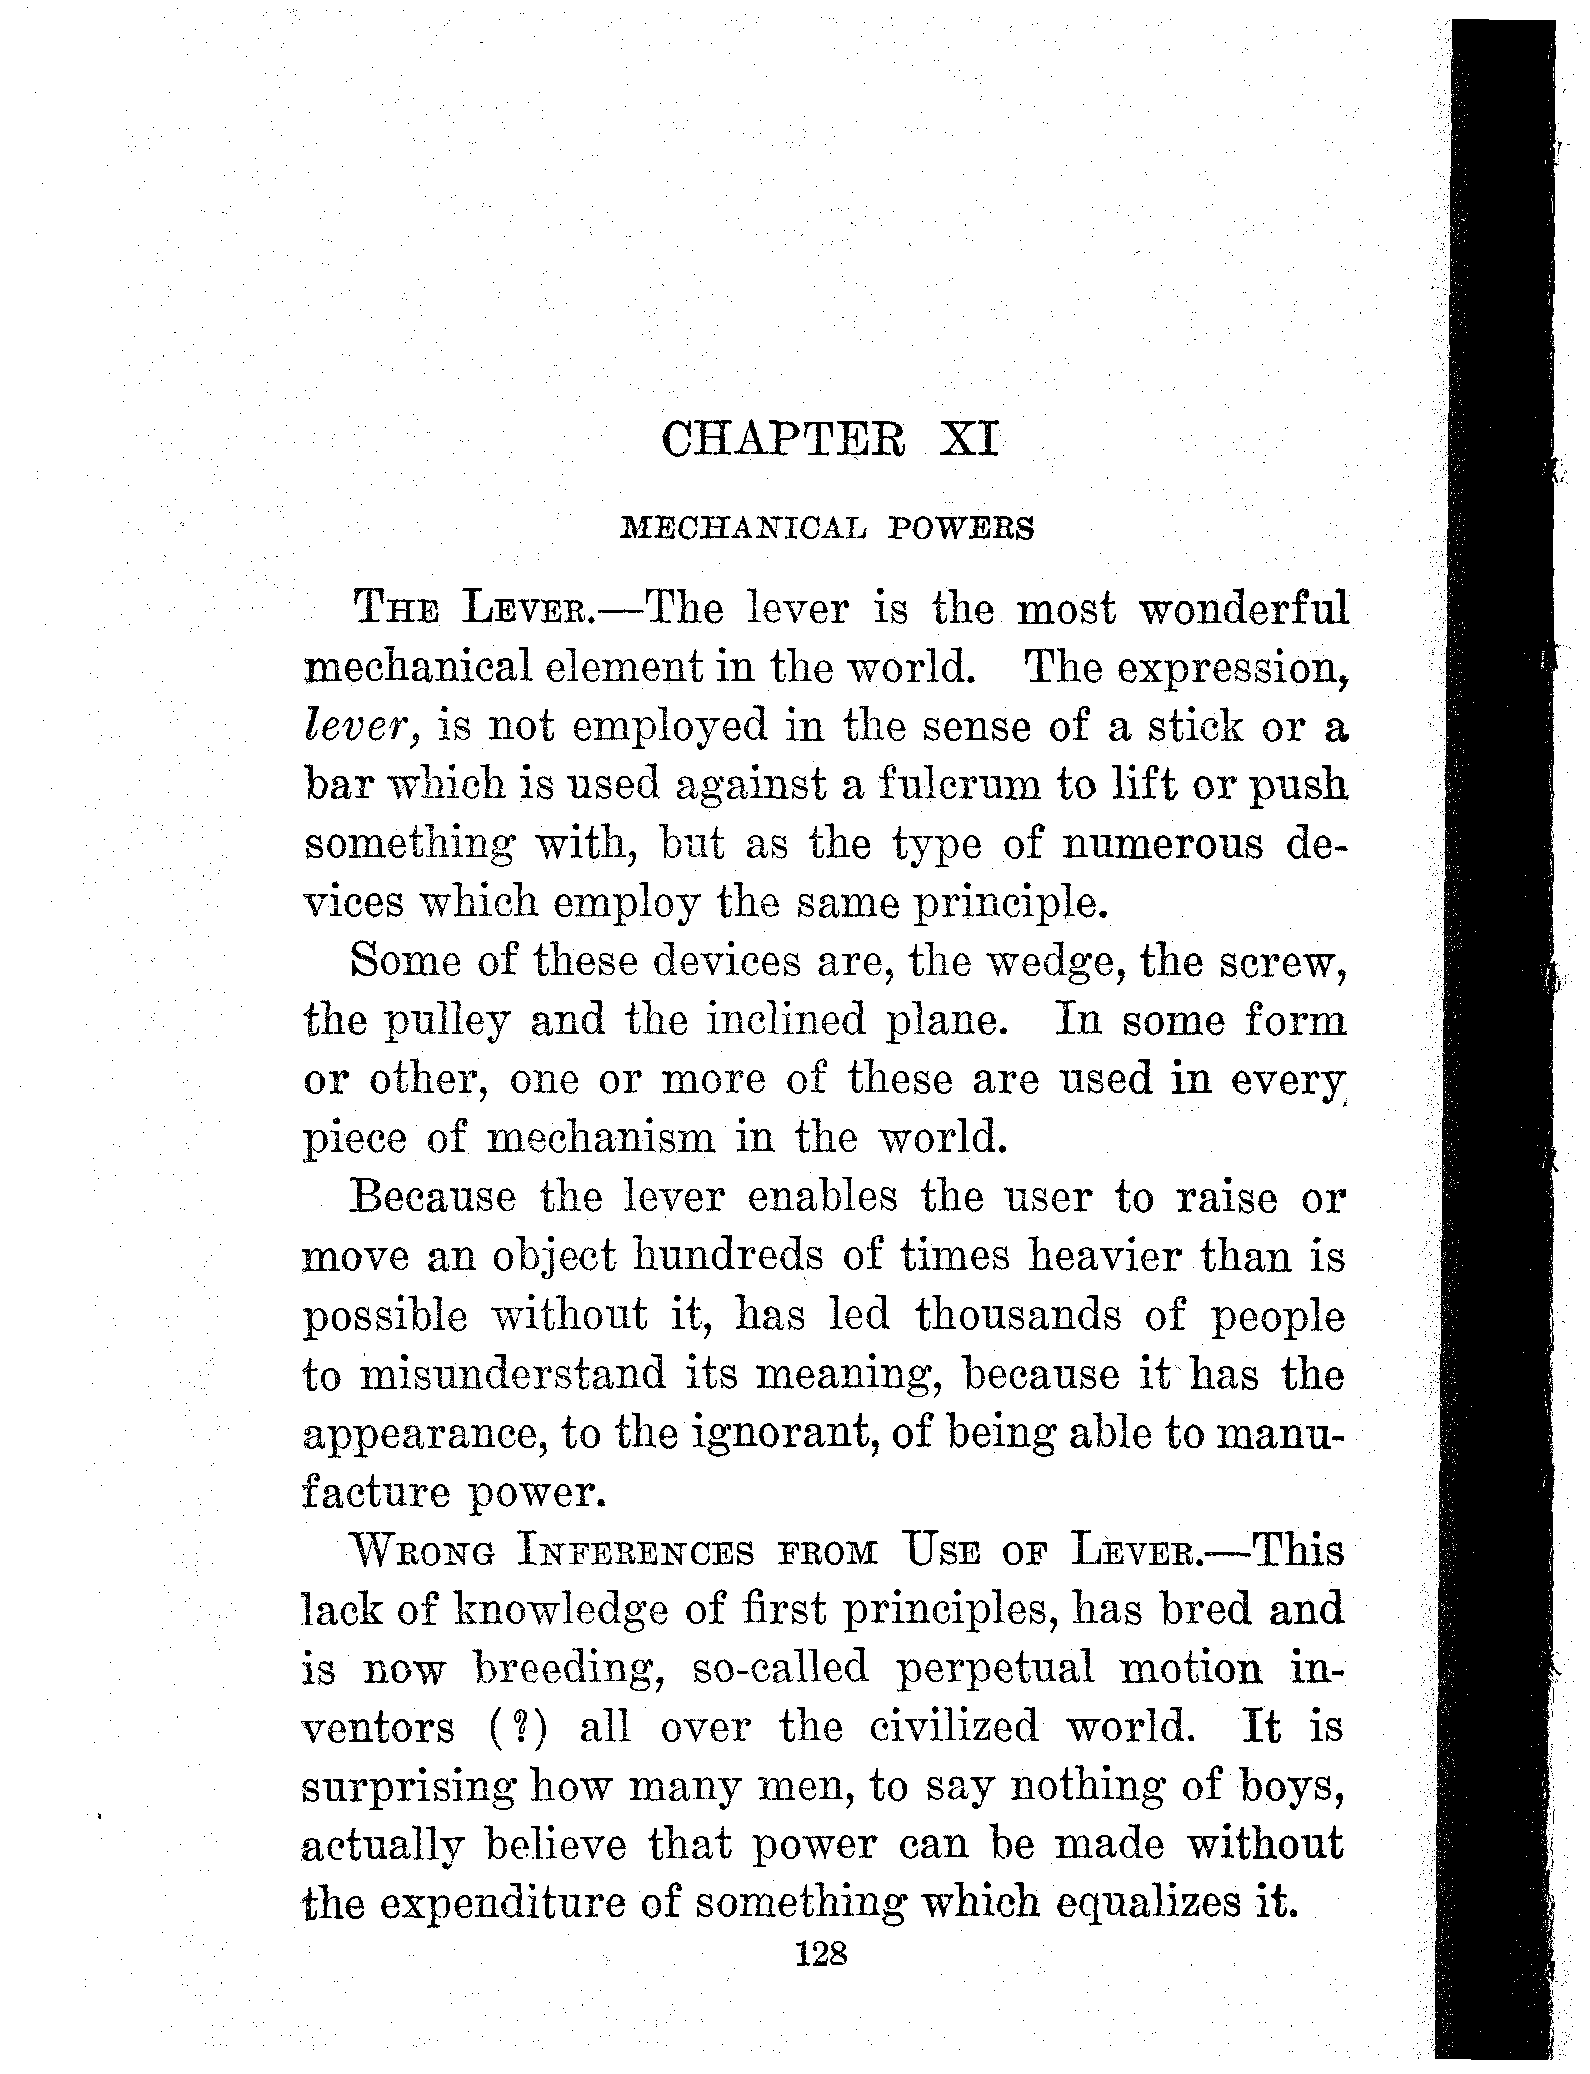 CHAPTER XI
MECHANICAL POWERS
THE LEVER.—The lever is the most wonderful
mechanical element in the world. The expression,
lever, is not employed in the sense of a stick or a
bar which is used against a fulcrum to lift or push
something with, but as the type of numerous de-
vices which employ the same principle.
Some of these devices are, the wedge, the screw,
the pulley and the inclined plane. In some form
or other, one or more of these are used in every
piece of mechanism in the world.
Because the lever enables the user to raise or
move an object hundreds of times heavier than is
possible without it, has led thousands of people
to misunderstand its meaning, because it has the
appearance, to the ignorant, of being able to manu-
facture power.
WRONG INFERENCES FROM USE OF LEVER.—This
lack of knowledge of first principles, has bred and
is now breeding, so-called perpetual motion in-
ventors (?) all over the civilized world. It is
surprising how many men, to say nothing of boys,
actually believe that power can be made without
the expenditure of something which equalizes it.
128